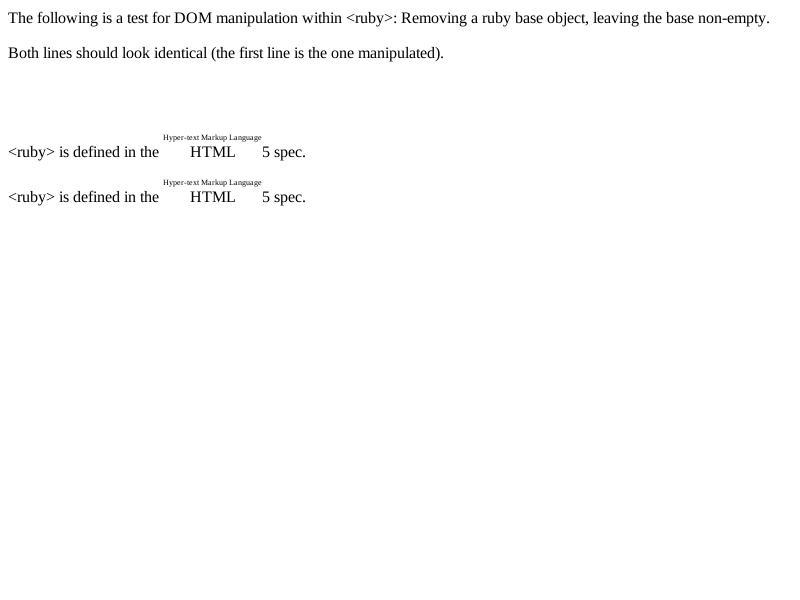 The following is a test for DOM manipulation within <ruby>: Removing a ruby base object, leaving the base non-empty.
Both lines should look identical (the first line is the one manipulated).
Hyper-text Markup Language
<ruby> is defined in the HTML 5 spec.
Hyper-text Markup Language
<ruby> is defined in the HTML 5 spec.